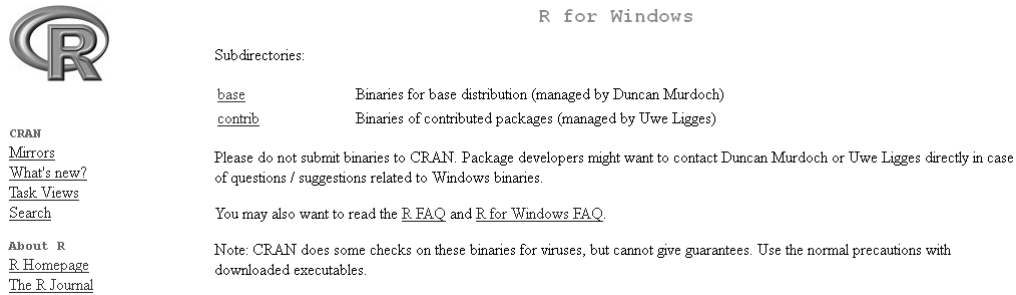 R
CRAN
Mirrors
What's new?
Task Views
Search
About R
R Homepage
The R Journal
R for Windows
Subdirectories:
base Binaries for base distribution (managed by Duncan Murdoch)
contrib Binaries of contributed packages (managed by Uwe Ligges)
Please do not submit binaries to CRAN. Package developers might want to contact Duncan Murdoch or Uwe Ligges directly in case
of questions / suggestions related to Windows binaries.
You may also want to read the R FAQ and R for Windows FAQ.
Note: CRAN does some checks on these binaries for viruses, but cannot give guarantees. Use the normal precautions with
downloaded executables.